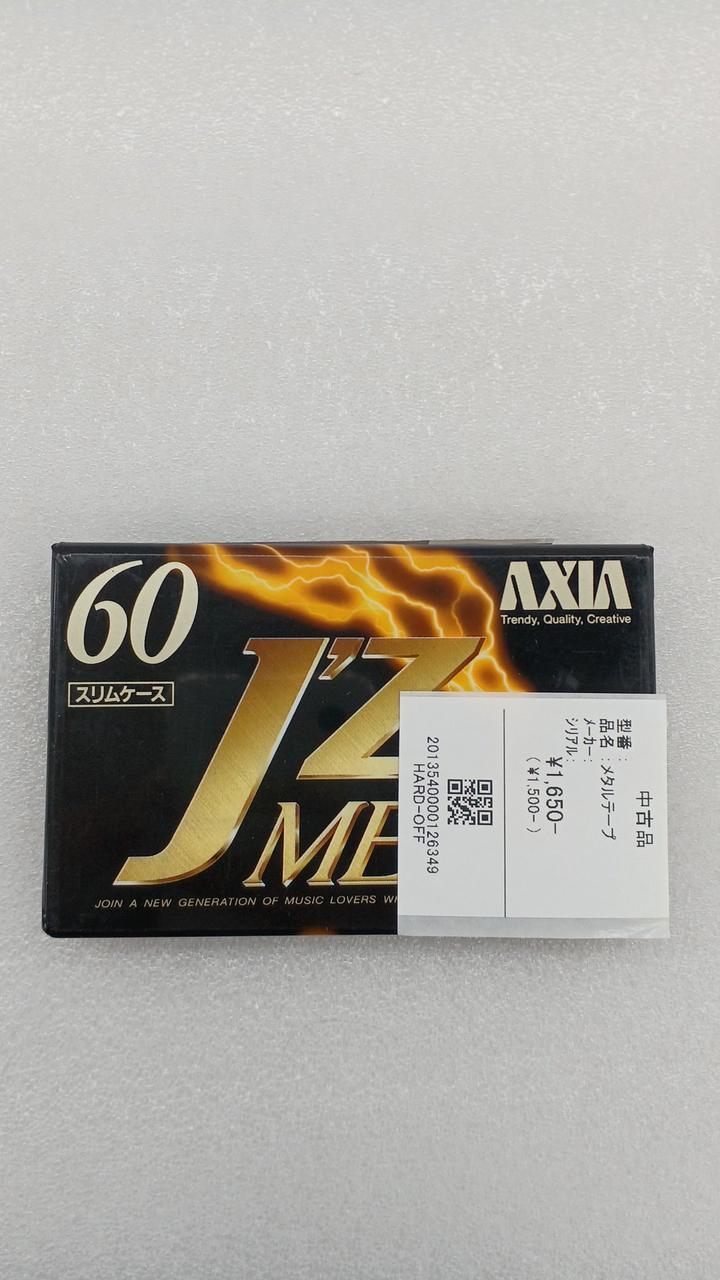 60
スリムケース
AXIA
Trendy, Quality, Creative
J'Z
ME
JOIN A NEW GENERATION OF MUSIC LOVERS WI
中古品
型番 :
品名 : メタルテープ
メーカー :
シリアル :
¥1,650-
( ¥1,500- )
2013540000126349
HARD-OFF